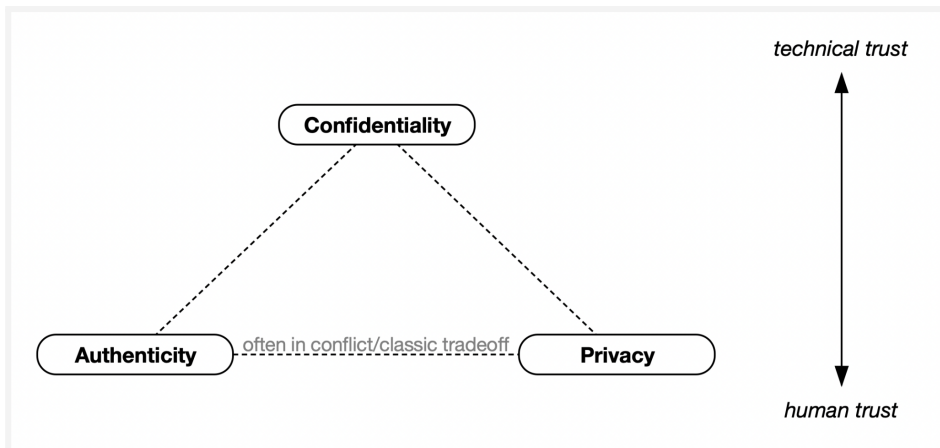 technical trust
Confidentiality
often in conflict/classic tradeoff
Authenticity
Privacy
human trust